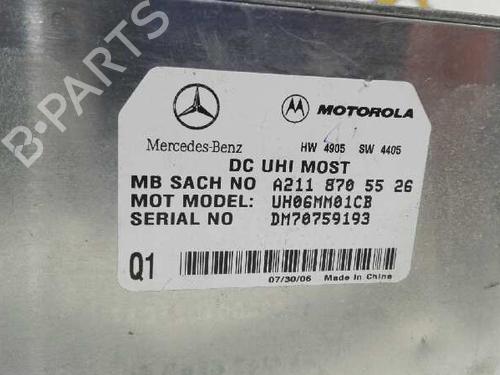 B-PARTS
MOTOROLA
Mercedes-Benz HW 4905 SW 4405
DC UHI MOST
MB SACH NO A211 870 55 26
MOT MODEL: UH06MM01CB
SERIAL NO DM70759193
Q1
07/30/06 Made in China